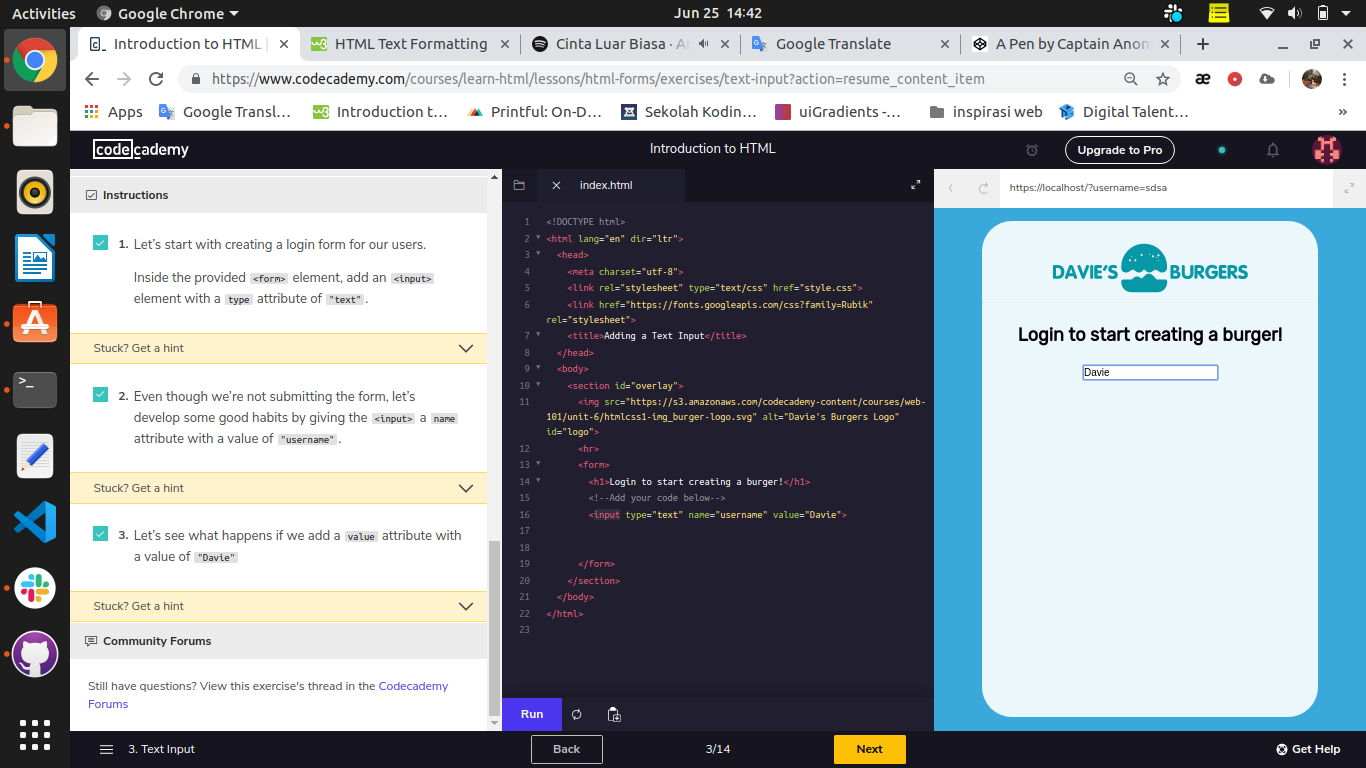 Activities
Google Chrome
Jun 25 14:42
Introduction to HTML |
HTML Text Formatting
Cinta Luar Biasa - A
Google Translate
A Pen by Captain Anon
https://www.codecademy.com/courses/learn-html/lessons/html-forms/exercises/text-input?action=resume_content_item
Apps
Google Transl…
Introduction t…
Printful: On-D…
Sekolah Kodin…
uiGradients -…
inspirasi web
Digital Talent…
»
codecademy
Introduction to HTML
Upgrade to Pro
Instructions
1. Let's start with creating a login form for our users.
Inside the provided <form> element, add an <input>
element with a type attribute of "text".
Stuck? Get a hint
2. Even though we're not submitting the form, let's
develop some good habits by giving the <input> a name
attribute with a value of "username".
Stuck? Get a hint
3. Let's see what happens if we add a value attribute with
a value of "Davie"
Stuck? Get a hint
Community Forums
Still have questions? View this exercise's thread in the Codecademy
Forums
3. Text Input
index.html
1 <!DOCTYPE html>
2 <html lang="en" dir="ltr">
3 <head>
4 <meta charset="utf-8">
5 <link rel="stylesheet" type="text/css" href="style.css">
6 <link href="https://fonts.googleapis.com/css?family=Rubik"
rel="stylesheet">
7 <title>Adding a Text Input</title>
8 </head>
9 <body>
10 <section id="overlay">
11 <img src="https://s3.amazonaws.com/codecademy-content/courses/web-
101/unit-6/htmlcss1-img_burger-logo.svg" alt="Davie's Burgers Logo"
id="logo">
12 <hr>
13 <form>
14 <h1>Login to start creating a burger!</h1>
15 <!--Add your code below-->
16 <input type="text" name="username" value="Davie">
17
18
19 </form>
20 </section>
21 </body>
22 </html>
23
Run
Back
3/14
Next
https://localhost/?username=sdsa
DAVIE'S BURGERS
Login to start creating a burger!
Davie
Get Help